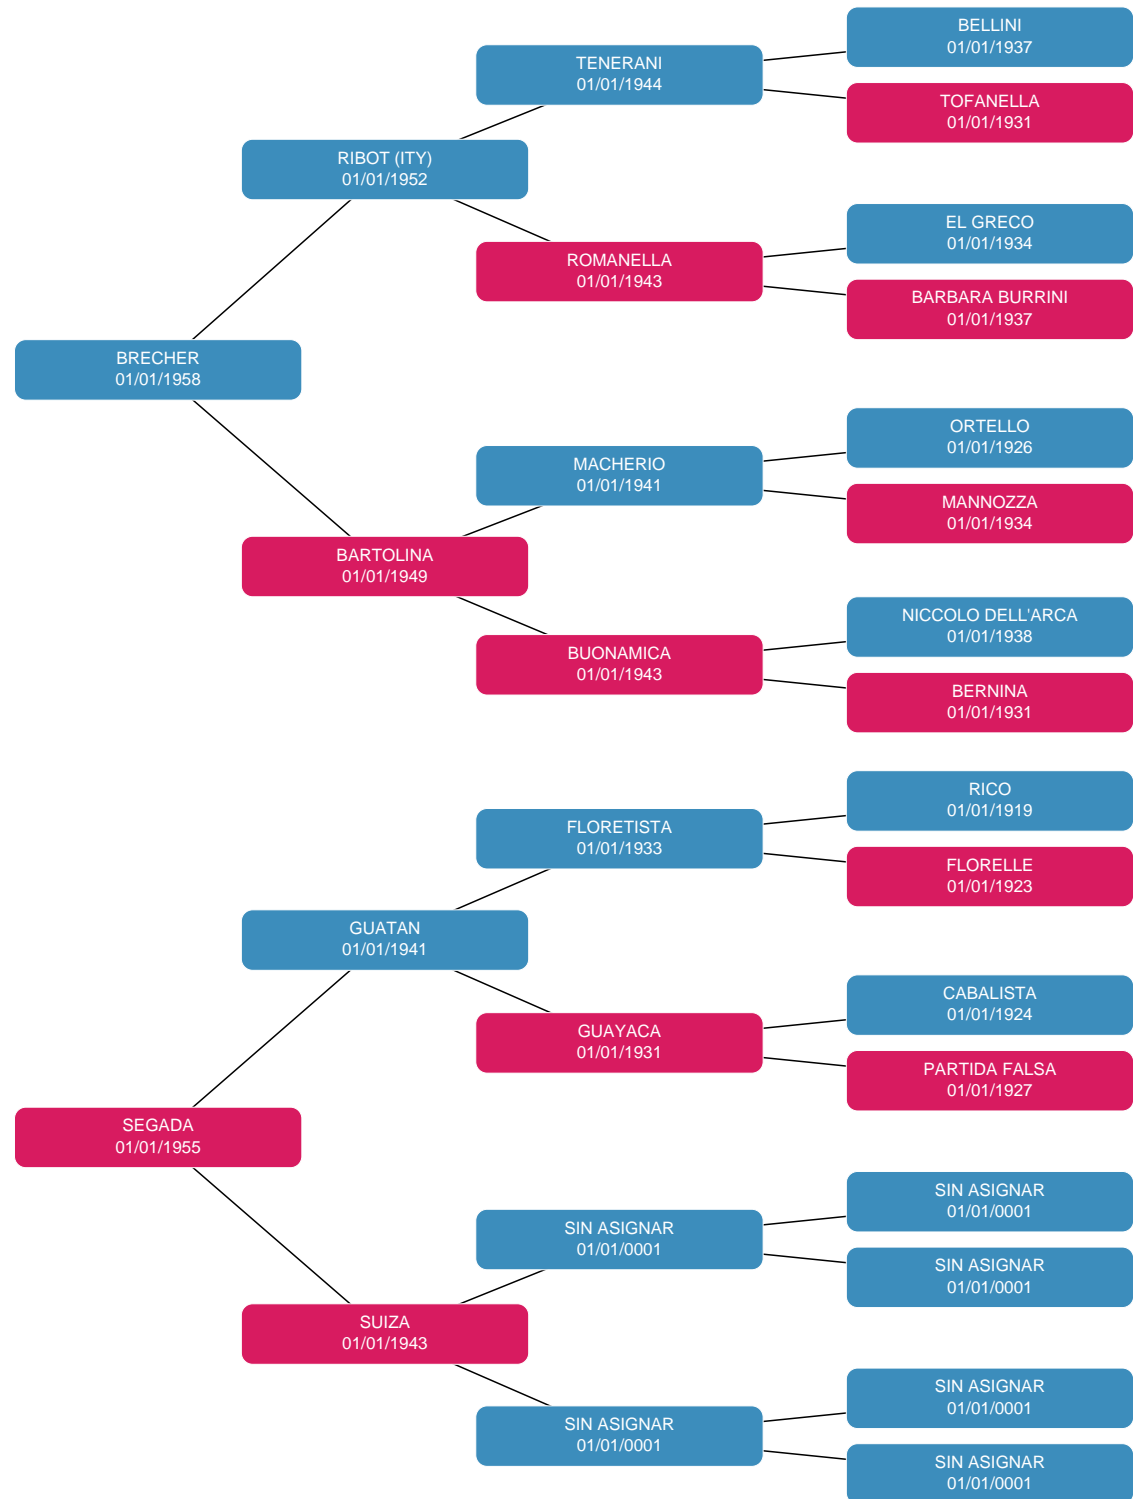 BELLINI
01/01/1937
TENERANI
01/01/1944
TOFANELLA
01/01/1931
RIBOT (ITY)
01/01/1952
EL GRECO
01/01/1934
ROMANELLA
01/01/1943
BARBARA BURRINI
01/01/1937
BRECHER
01/01/1958
ORTELLO
01/01/1926
MACHERIO
01/01/1941
MANNOZZA
01/01/1934
BARTOLINA
01/01/1949
NICCOLO DELL'ARCA
01/01/1938
BUONAMICA
01/01/1943
BERNINA
01/01/1931
RICO
01/01/1919
FLORETISTA
01/01/1933
FLORELLE
01/01/1923
GUATAN
01/01/1941
CABALISTA
01/01/1924
GUAYACA
01/01/1931
PARTIDA FALSA
01/01/1927
SEGADA
01/01/1955
SIN ASIGNAR
01/01/0001
SIN ASIGNAR
01/01/0001
SIN ASIGNAR
01/01/0001
SUIZA
01/01/1943
SIN ASIGNAR
01/01/0001
SIN ASIGNAR
01/01/0001
SIN ASIGNAR
01/01/0001